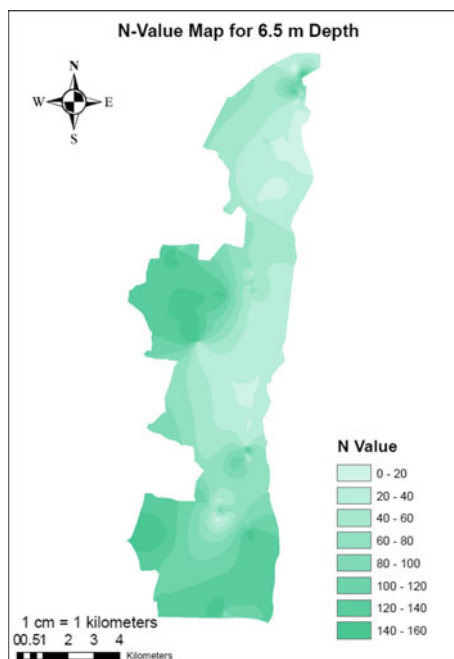 N-Value Map for 6.5 m Depth
N
W E
S
N Value
0 - 20
20 - 40
40 - 60
60 - 80
80 - 100
100 - 120
120 - 140
140 - 160
1 cm = 1 kilometers
00.51 2 3 4
Kilometers